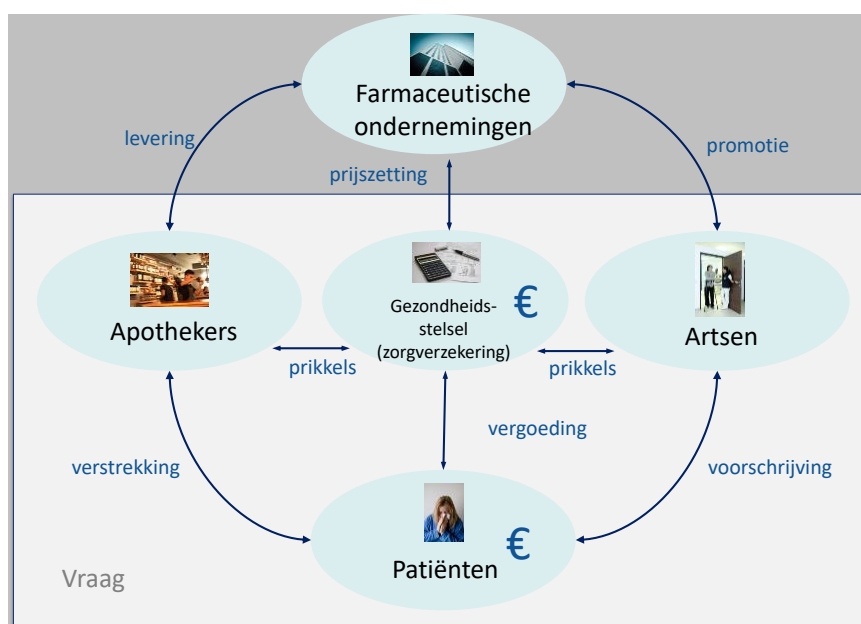 Farmaceutische
ondernemingen
levering
promotie
prijszetting
Apothekers
Gezondheids-
stelsel
(zorgverzekering)
€
Artsen
prikkels
prikkels
vergoeding
verstrekking
voorschrijving
€
Patiënten
Vraag